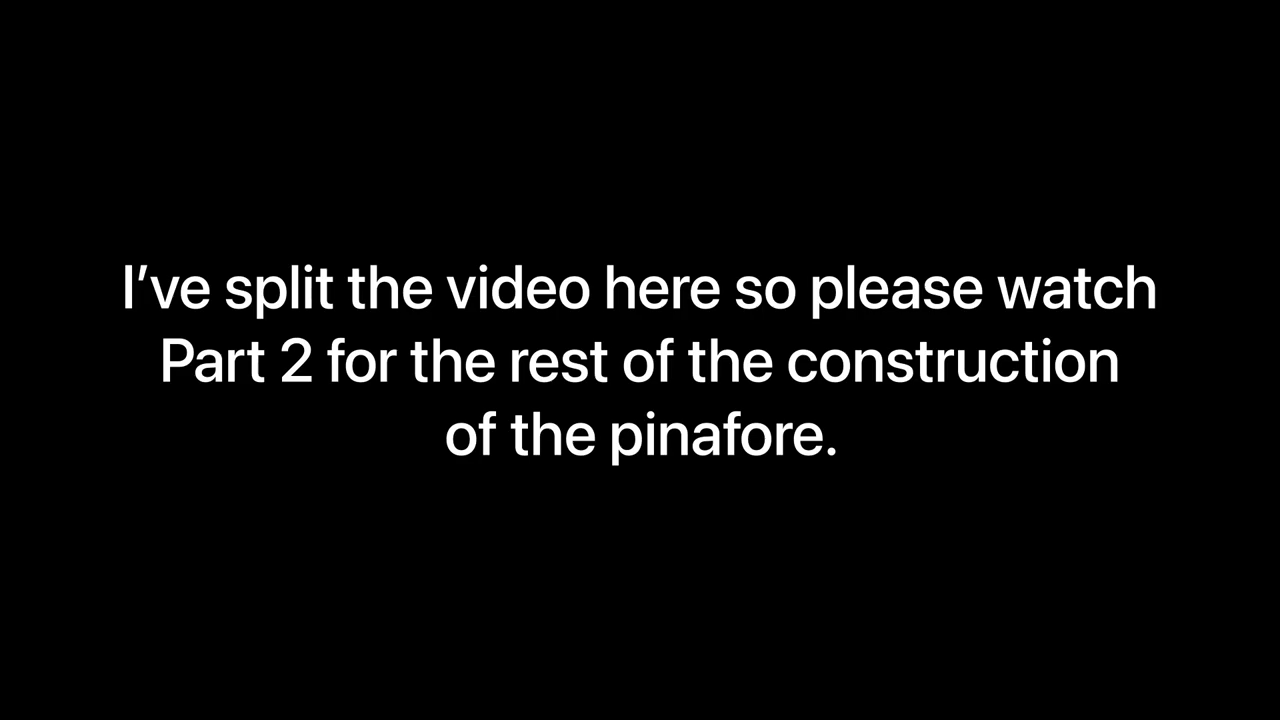 I’ve split the video here so please watch
Part 2 for the rest of the construction
of the pinafore.